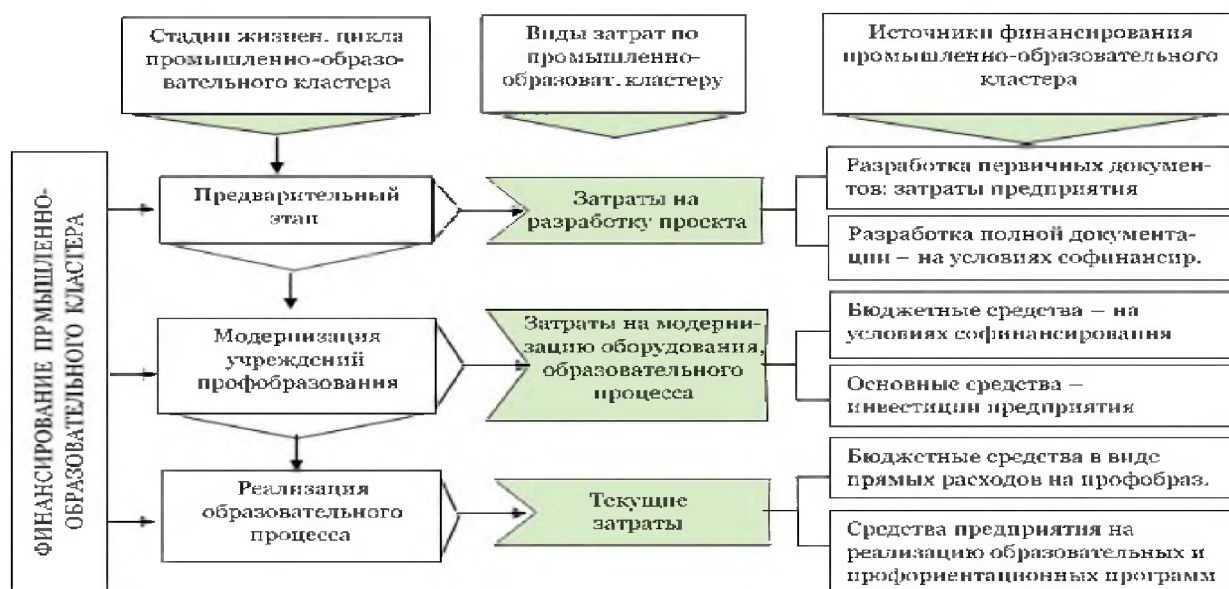 Стадии жизнен. цикла
промышленно-образо-
вательного кластера
Виды затрат по
промышленно-
образоват. кластеру
Источники финансирования
промышленно-образовательного
кластера
ФИНАНСИРОВАНИЕ ПРМЫШЛЕННО-
ОБРАЗОВАТЕЛЬНОГО КЛАСТЕРА
Предварительный
этап
Затраты на
разработку проекта
Разработка первичных докумен-
тов: затраты предприятия
Разработка полной документа-
ции – на условиях софинансир.
Модернизация
учреждений
профобразования
Затраты на модерни-
зацию оборудования,
образовательного
процесса
Бюджетные средства – на
условиях софинансирования
Основные средства –
инвестиции предприятия
Реализация
образовательного
процесса
Текущие
затраты
Бюджетные средства в виде
прямых расходов на профобраз.
Средства предприятия на
реализацию образовательных и
профориентационных программ